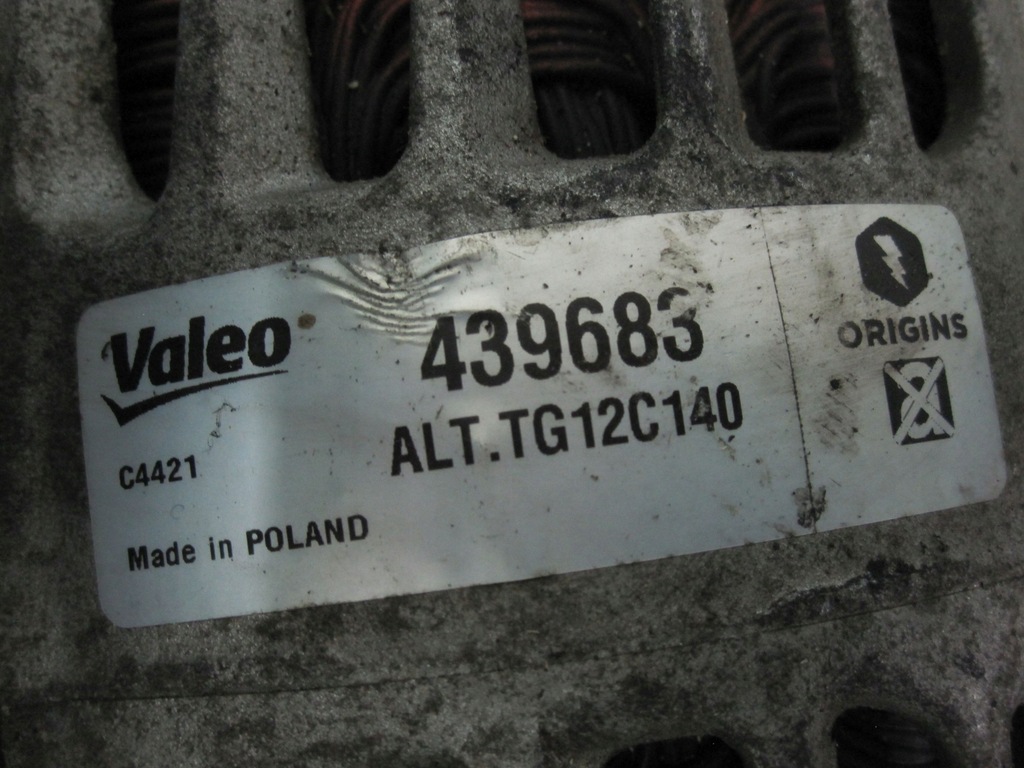 Valeo
439683
ALT.TG12C140
C4421
Made in POLAND
ORIGINS